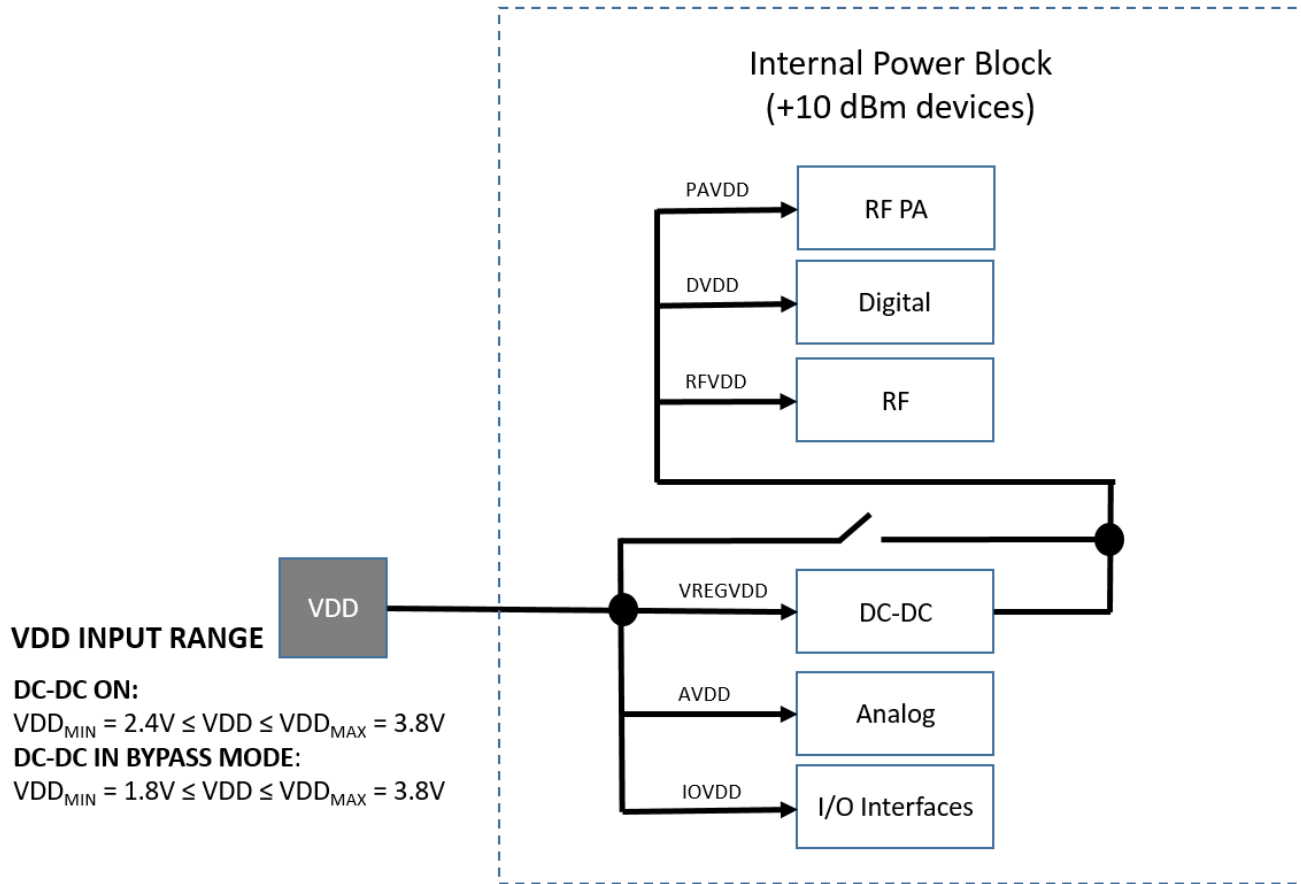 Internal Power Block
(+10 dBm devices)
PAVDD
RF PA
DVDD
Digital
RFVDD
RF
VREGVDD
DC-DC
VDD
VDD INPUT RANGE
DC-DC ON:
VDDMIN = 2.4V ≤ VDD ≤ VDDMAX = 3.8V
DC-DC IN BYPASS MODE:
VDDMIN = 1.8V ≤ VDD ≤ VDDMAX = 3.8V
AVDD
Analog
IOVDD
I/O Interfaces